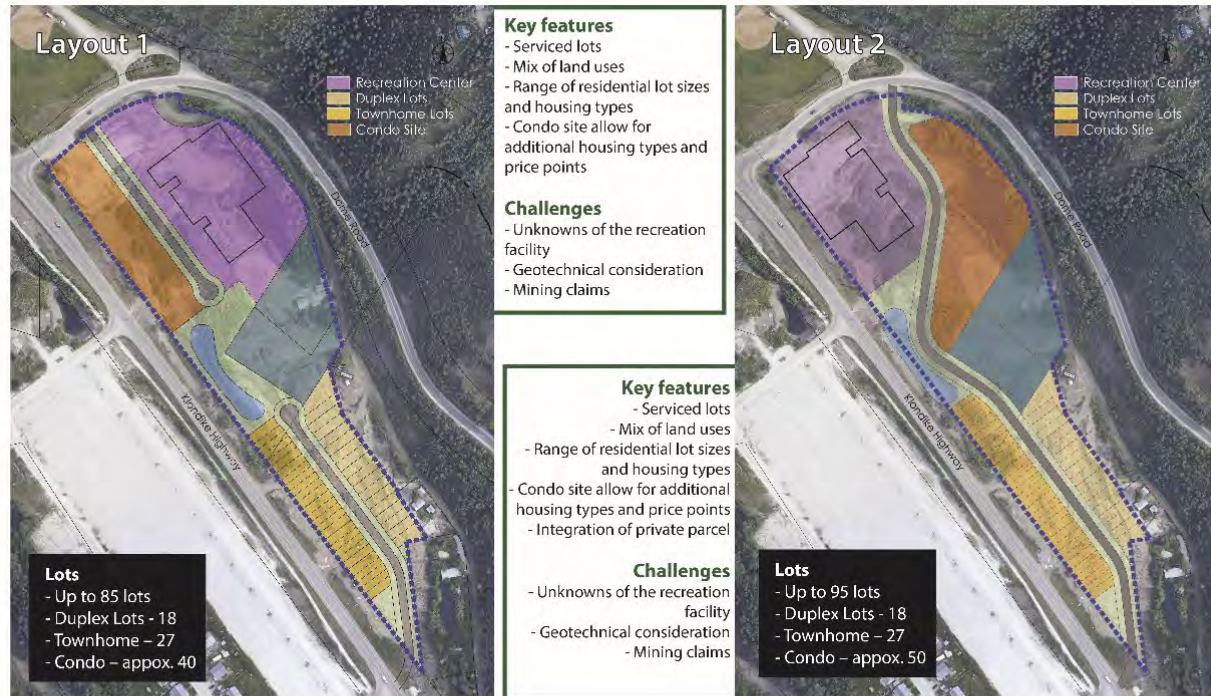 Layout 1
Recreation Center
Duplex Lots
Townhome Lots
Condo Site
Dome Road
Klondike Highway
Lots
- Up to 85 lots
- Duplex Lots - 18
- Townhome – 27
- Condo – appox. 40
Key features
- Serviced lots
- Mix of land uses
- Range of residential lot sizes
and housing types
- Condo site allow for
additional housing types and
price points
Challenges
- Unknowns of the recreation
facility
- Geotechnical consideration
- Mining claims
Key features
- Serviced lots
- Mix of land uses
- Range of residential lot sizes
and housing types
- Condo site allow for additional
housing types and price points
- Integration of private parcel
Challenges
- Unknowns of the recreation
facility
- Geotechnical consideration
- Mining claims
Layout 2
Recreation Center
Duplex Lots
Townhome Lots
Condo Site
Dome Road
Klondike Highway
Lots
- Up to 95 lots
- Duplex Lots - 18
- Townhome – 27
- Condo – appox. 50